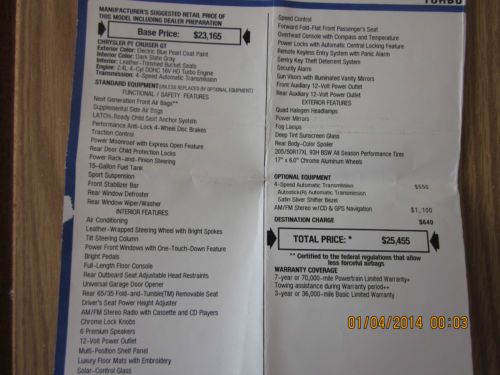 MANUFACTURER'S SUGGESTED RETAIL PRICE OF
THIS MODEL INCLUDING DEALER PREPARATION
Base Price: $23,165
CHRYSLER PT CRUISER GT
Exterior Color: Electric Blue Pearl Coat Paint
Interior Color: Dark Slate Gray
Interior: Leather-Trimmed Bucket Seats
Engine: 2.4L 4-Cyl DOHC 16V HO Turbo Engine
Transmission: 4-Speed Automatic Transmission
STANDARD EQUIPMENT (UNLESS REPLACED BY OPTIONAL EQUIPMENT)
FUNCTIONAL / SAFETY FEATURES
Next Generation Front Air Bags**
Supplemental Side Air Bags
LATCH-Ready Child Seat Anchor System
Performance Anti-Lock 4-Wheel Disc Brakes
Traction Control
Power Moonroof with Express Open Feature
Rear Door Child Protection Locks
Power Rack-and-Pinion Steering
15-Gallon Fuel Tank
Sport Suspension
Front Stabilizer Bar
Rear Window Defroster
Rear Window Wiper/Washer
INTERIOR FEATURES
Air Conditioning
Leather-Wrapped Steering Wheel with Bright Spokes
Tilt Steering Column
Power Front Windows with One-Touch-Down Feature
Bright Pedals
Full-Length Floor Console
Rear Outboard Seat Adjustable Head Restraints
Universal Garage Door Opener
Rear 65/35 Fold-and-Tumble(TM) Removable Seat
Driver's Seat Power Height Adjuster
AM/FM Stereo Radio with Cassette and CD Players
Chrome Lock Knobs
6 Premium Speakers
12-Volt Power Outlet
Multi-Position Shelf Panel
Luxury Floor Mats with Embroidery
Solar-Control Glass
TURBO
Speed Control
Forward Fold-Flat Front Passenger's Seat
Overhead Console with Compass and Temperature
Power Locks with Automatic Central Locking Feature
Remote Keyless Entry System with Panic Alarm
Sentry Key Theft Deterrent System
Security Alarm
Sun Visors with Illuminated Vanity Mirrors
Front Auxiliary 12-Volt Power Outlet
Rear Auxiliary 12-Volt Power Outlet
EXTERIOR FEATURES
Quad Halogen Headlamps
Power Mirrors
Fog Lamps
Deep Tint Sunscreen Glass
Rear Body-Color Spoiler
205/50R17XL 93H BSW All Season Performance Tires
17" x 6.0" Chrome Aluminum Wheels
OPTIONAL EQUIPMENT
4-Speed Automatic Transmission $550
Autostick(R) Automatic Transmission
Satin Silver Shifter Bezel
AM/FM Stereo w/CD & GPS Navigation $1,100
DESTINATION CHARGE $640
TOTAL PRICE: * $25,455
** Certified to the federal regulations that allow
less forceful airbags
WARRANTY COVERAGE
7-year or 70,000-mile Powertrain Limited Warranty+
Towing assistance during Warranty period++
3-year or 36,000-mile Basic Limited Warranty
01/04/2014 00:03